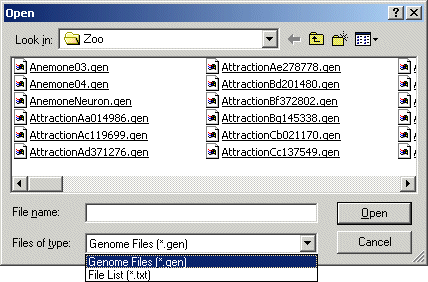 Open
Look in: Zoo
Anemone03.gen
Anemone04.gen
AnemoneNeuron.gen
AttractionAa014986.gen
AttractionAc119699.gen
AttractionAd371276.gen
AttractionAe278778.gen
AttractionBd201480.gen
AttractionBf372802.gen
AttractionBq145338.gen
AttractionCb021170.gen
AttractionCc137549.gen
File name:
Open
Files of type: Genome Files (*.gen)
Cancel
Genome Files (*.gen)
File List (*.txt)